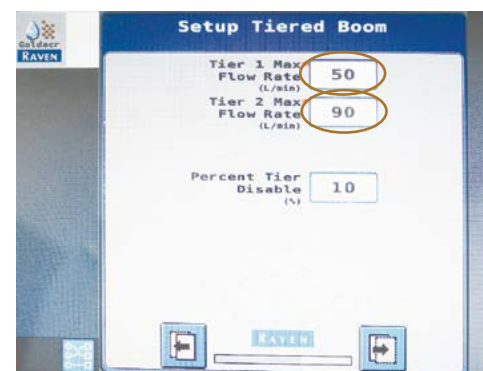 Setup Tiered Boom
Goldacr
RAVEN
Tier 1 Max
Flow Rate
(L/min)
50
Tier 2 Max
Flow Rate
(L/min)
90
Percent Tier
Disable
(%)
10
RAVEN